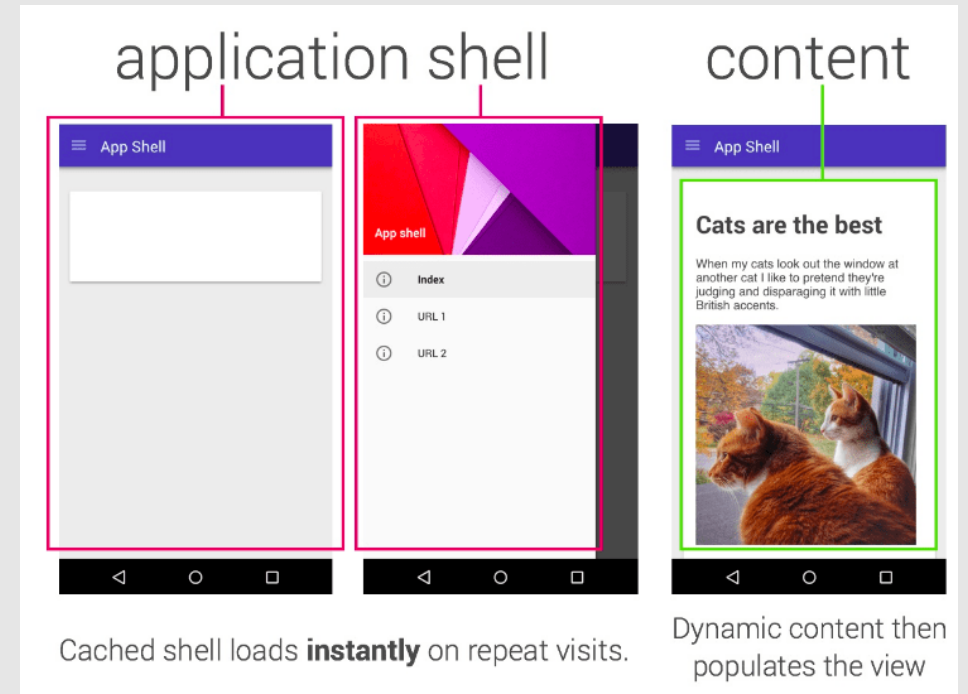 application shell
content
App Shell
App shell
Index
URL 1
URL 2
App Shell
Cats are the best
When my cats look out the window at
another cat I like to pretend they're
judging and disparaging it with little
British accents.
Cached shell loads instantly on repeat visits.
Dynamic content then
populates the view